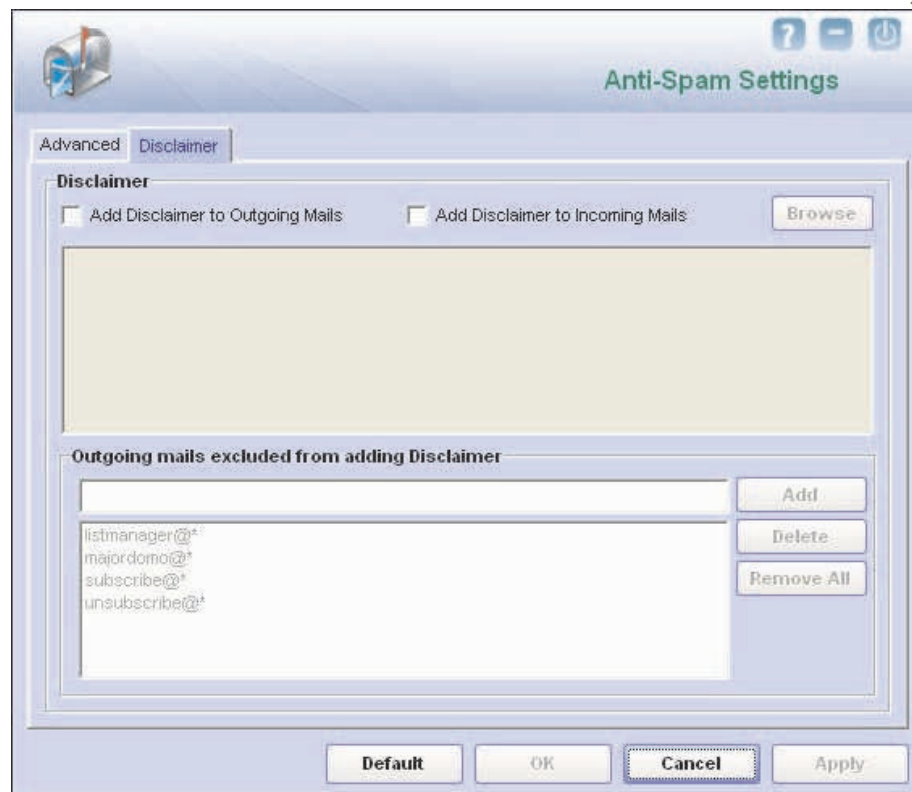 ?
Anti-Spam Settings
Advanced Disclaimer
Disclaimer
Add Disclaimer to Outgoing Mails Add Disclaimer to Incoming Mails Browse
Outgoing mails excluded from adding Disclaimer
Add
listmanager@*
majordomo@*
subscribe@*
unsubscribe@*
Delete
Remove All
Default OK Cancel Apply